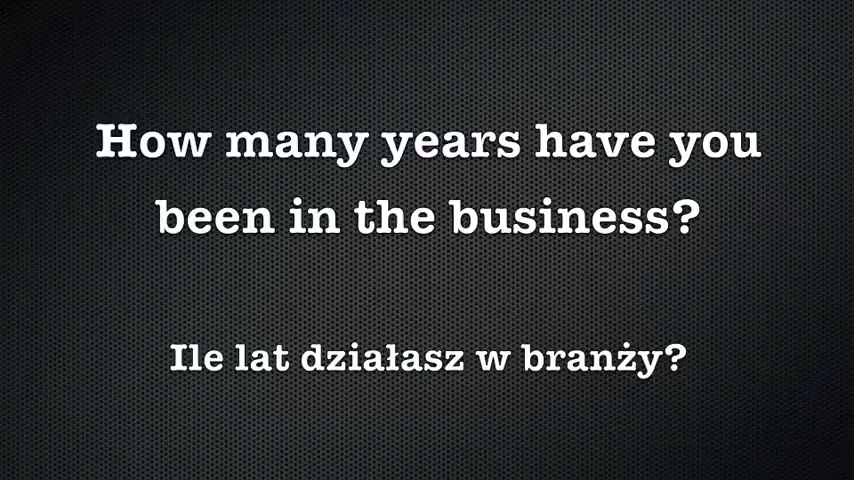 How many years have you
been in the business?
Ile lat działasz w branży?